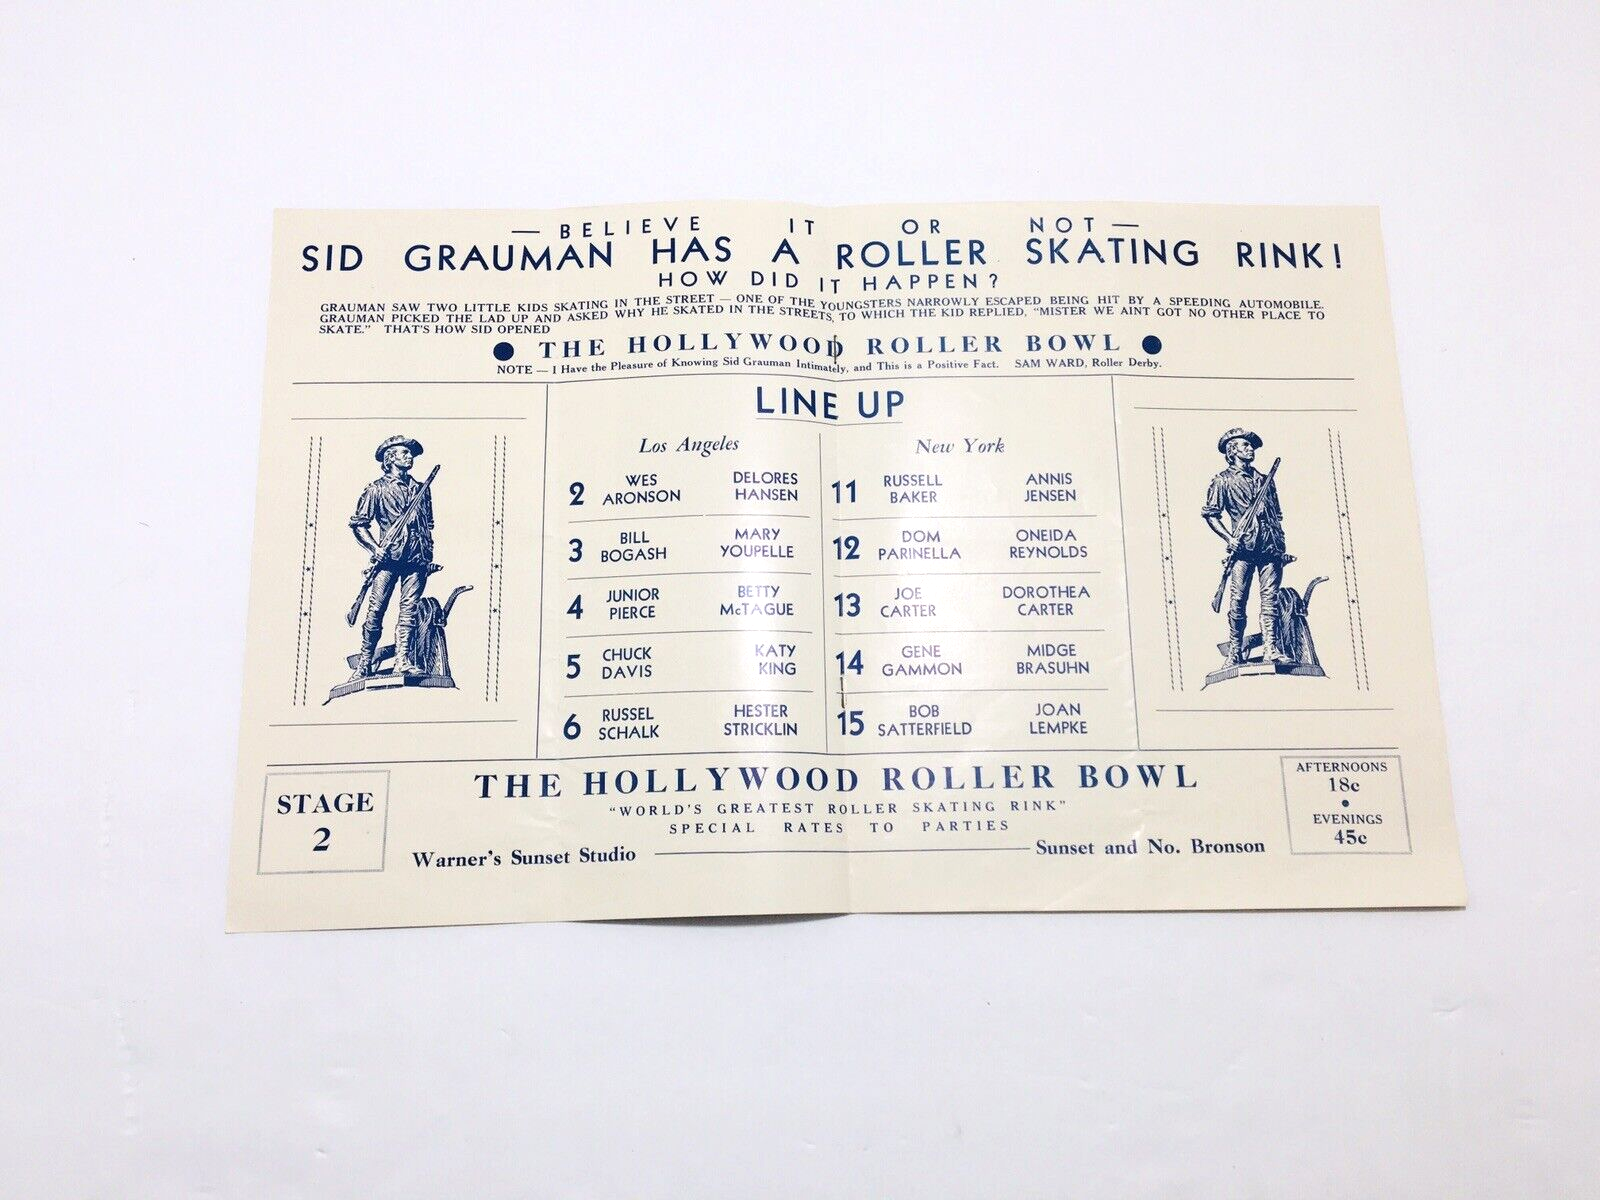 — BELIEVE IT OR NOT —
SID GRAUMAN HAS A ROLLER SKATING RINK!
HOW DID IT HAPPEN?
GRAUMAN SAW TWO LITTLE KIDS SKATING IN THE STREET — ONE OF THE YOUNGSTERS NARROWLY ESCAPED BEING HIT BY A SPEEDING AUTOMOBILE.
GRAUMAN PICKED THE LAD UP AND ASKED WHY HE SKATED IN THE STREETS, TO WHICH THE KID REPLIED, "MISTER WE AINT GOT NO OTHER PLACE TO
SKATE." THAT'S HOW SID OPENED
● THE HOLLYWOOD ROLLER BOWL ●
NOTE — I Have the Pleasure of Knowing Sid Grauman Intimately, and This is a Positive Fact. SAM WARD, Roller Derby.
LINE UP
Los Angeles
2 WES DELORES
ARONSON HANSEN
3 BILL MARY
BOGASH YOUPELLE
4 JUNIOR BETTY
PIERCE McTAGUE
5 CHUCK KATY
DAVIS KING
6 RUSSEL HESTER
SCHALK STRICKLIN
New York
11 RUSSELL ANNIS
BAKER JENSEN
12 DOM ONEIDA
PARINELLA REYNOLDS
13 JOE DOROTHEA
CARTER CARTER
14 GENE MIDGE
GAMMON BRASUHN
15 BOB JOAN
SATTERFIELD LEMPKE
STAGE
2
THE HOLLYWOOD ROLLER BOWL
"WORLD'S GREATEST ROLLER SKATING RINK"
SPECIAL RATES TO PARTIES
Warner's Sunset Studio — Sunset and No. Bronson
AFTERNOONS
18c
●
EVENINGS
45c